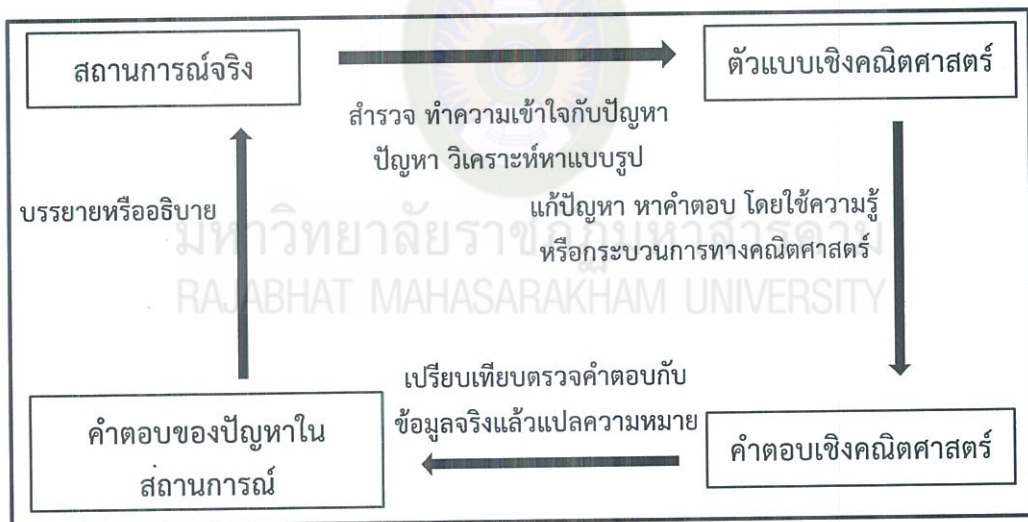 สถานการณ์จริง
ตัวแบบเชิงคณิตศาสตร์
สำรวจ ทำความเข้าใจกับปัญหา
ปัญหา วิเคราะห์หาแบบรูป
บรรยายหรืออธิบาย
แก้ปัญหา หาคำตอบ โดยใช้ความรู้
หรือกระบวนการทางคณิตศาสตร์
มหาวิทยาลัยราชภัฏมหาสารคาม
RAJABHAT MAHASARAKHAM UNIVERSITY
เปรียบเทียบตรวจคำตอบกับ
ข้อมูลจริงแล้วแปลความหมาย
คำตอบของปัญหาใน
สถานการณ์
คำตอบเชิงคณิตศาสตร์